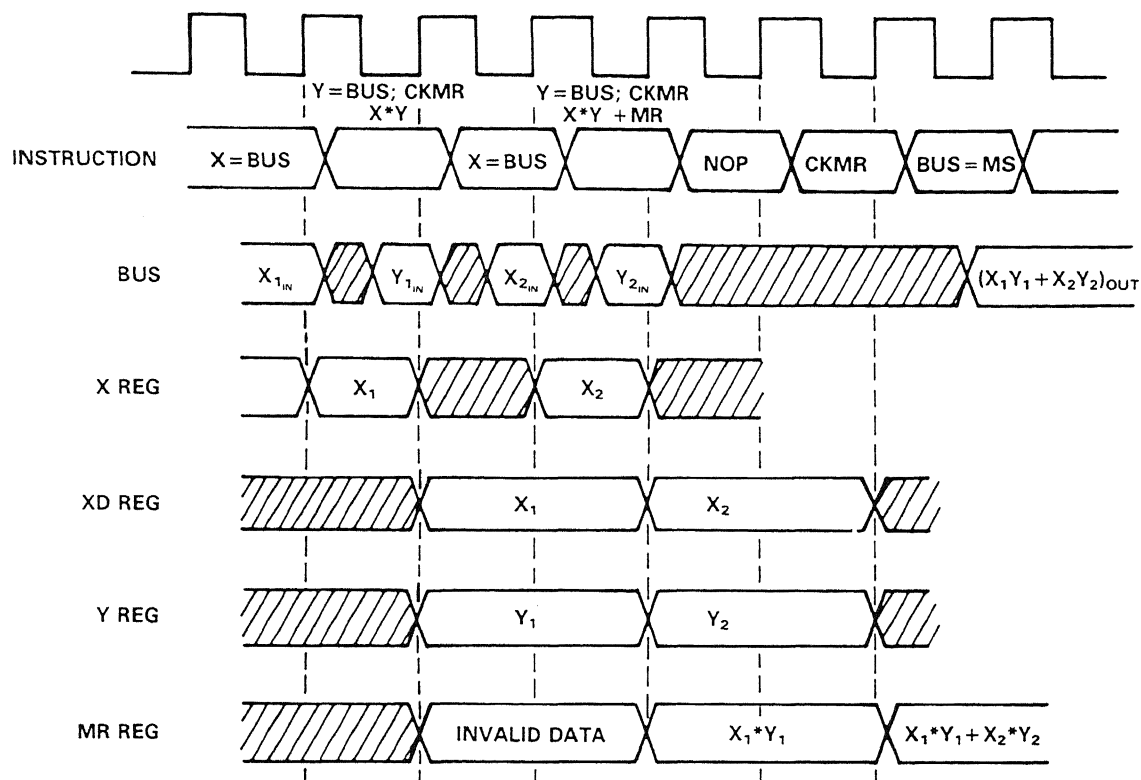 Y=BUS; CKMR
X*Y
Y=BUS; CKMR
X*Y +MR
INSTRUCTION
X=BUS
X=BUS
NOP
CKMR
BUS=MS
BUS
X₁IN
Y₁IN
X₂IN
Y₂IN
(X₁Y₁+X₂Y₂)OUT
X REG
X₁
X₂
XD REG
X₁
X₂
Y REG
Y₁
Y₂
MR REG
INVALID DATA
X₁*Y₁
X₁*Y₁+X₂*Y₂